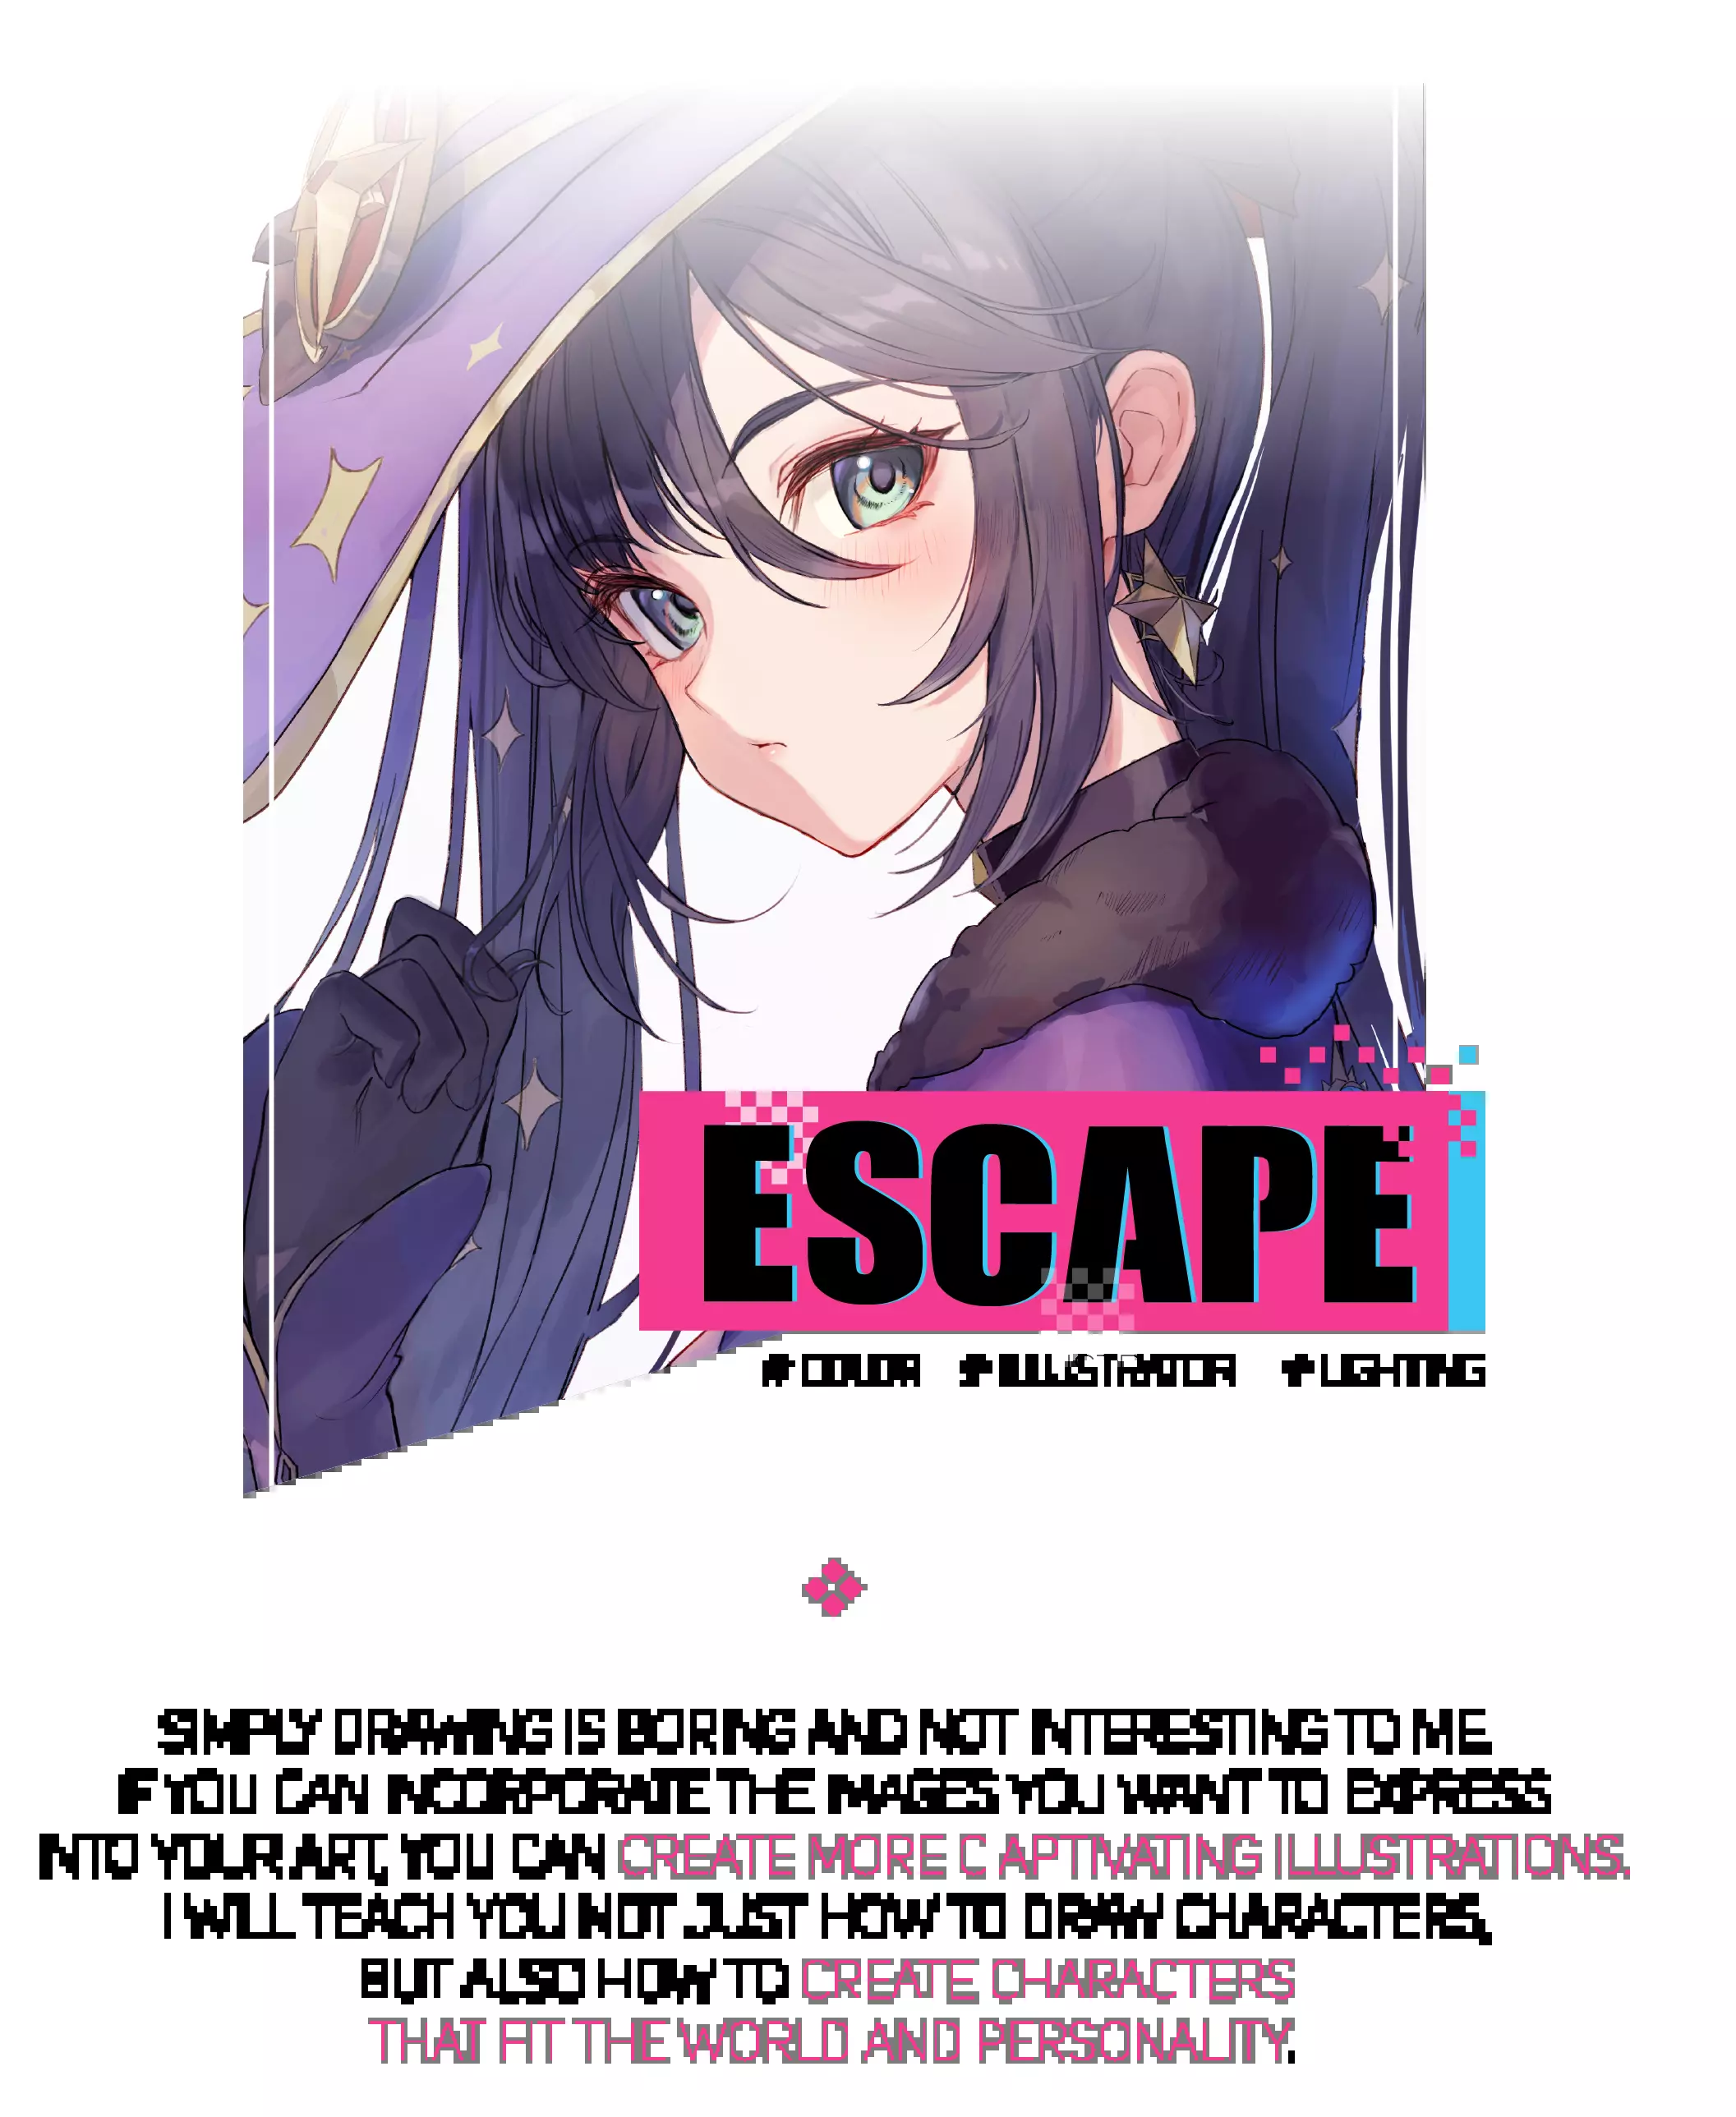 ESCAPE
# COLOR # ILLUSTRATOR # LIGHTING
SIMPLY DRAWING IS BORING AND NOT INTERESTING TO ME
IF YOU CAN INCORPORATE THE IMAGES YOU WANT TO EXPRESS
INTO YOUR ART, YOU CAN CREATE MORE CAPTIVATING ILLUSTRATIONS.
I WILL TEACH YOU NOT JUST HOW TO DRAW CHARACTERS,
BUT ALSO HOW TO CREATE CHARACTERS
THAT FIT THE WORLD AND PERSONALITY.